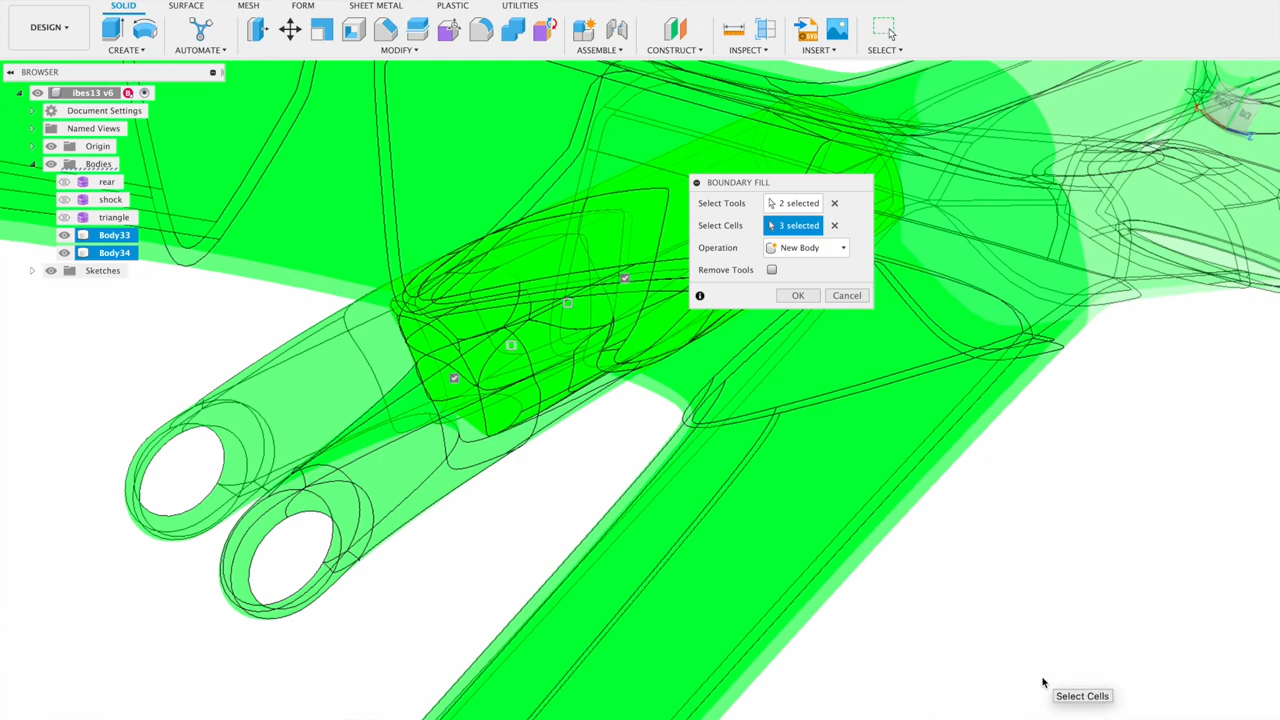 SOLID SURFACE MESH FORM SHEET METAL PLASTIC UTILITIES
DESIGN
CREATE AUTOMATE MODIFY ASSEMBLE CONSTRUCT INSPECT INSERT SELECT
BROWSER
ibes13 v6
Document Settings
Named Views
Origin
Bodies
rear
shock
triangle
Body33
Body34
Sketches
BOUNDARY FILL
Select Tools 2 selected
Select Cells 3 selected
Operation New Body
Remove Tools
OK Cancel
Select Cells